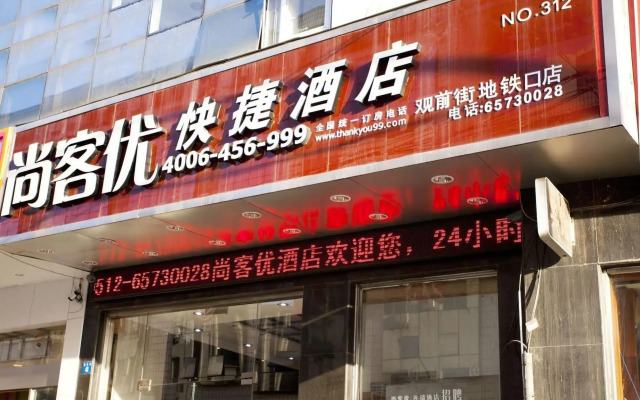 NO.312
尚客优 快捷酒店
4006-456-999
全国统一订房电话
www.thankyou99.com
观前街地铁口店
电话:65730028
512-65730028尚客优酒店欢迎您，24小时
招聘